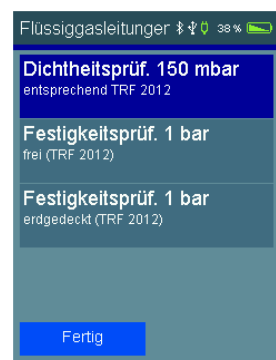 Flüssiggasleitunger 38 %
Dichtheitsprüf. 150 mbar
entsprechend TRF 2012
Festigkeitsprüf. 1 bar
frei (TRF 2012)
Festigkeitsprüf. 1 bar
erdgedeckt (TRF 2012)
Fertig